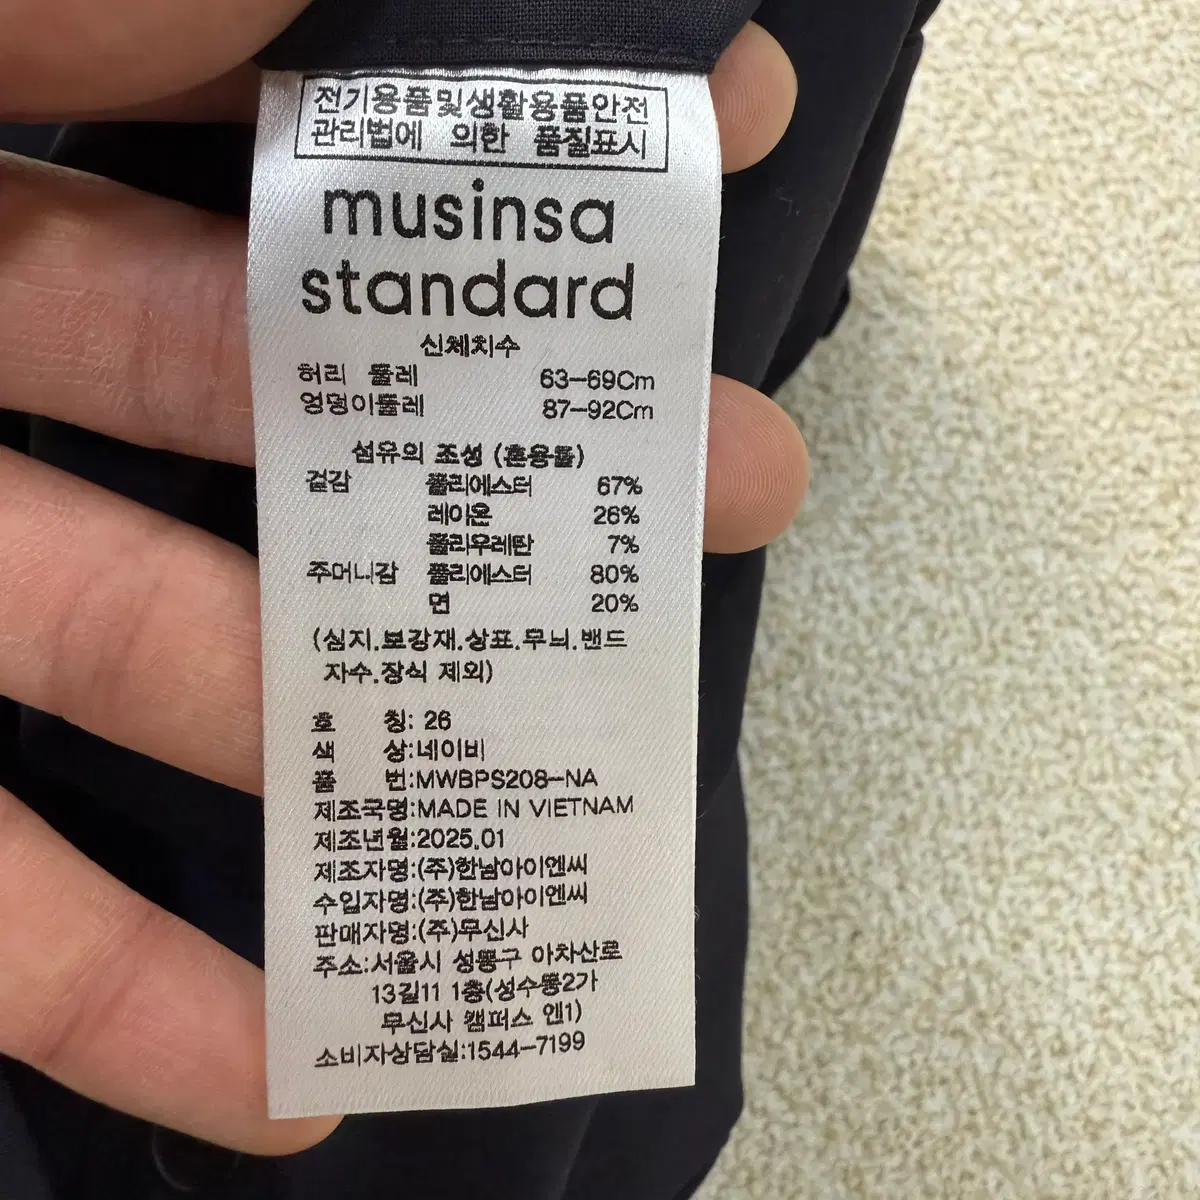 전기용품및생활용품안전
관리법에 의한 품질표시
musinsa
standard
신체치수
허리 둘레 63-69Cm
엉덩이둘레 87-92Cm
섬유의 조성 (혼용률)
겉감 폴리에스터 67%
레이온 26%
폴리우레탄 7%
주머니감 폴리에스터 80%
면 20%
(심지.보강재.상표.무늬.밴드
자수.장식 제외)
호 칭: 26
색 상:네이비
품 번:MWBPS208-NA
제조국명:MADE IN VIETNAM
제조년월:2025.01
제조자명:(주)한남아이엔씨
수입자명:(주)한남아이엔씨
판매자명:(주)무신사
주소:서울시 성동구 아차산로
13길11 1층(성수동2가
무신사 캠퍼스 엔1)
소비자상담실:1544-7199